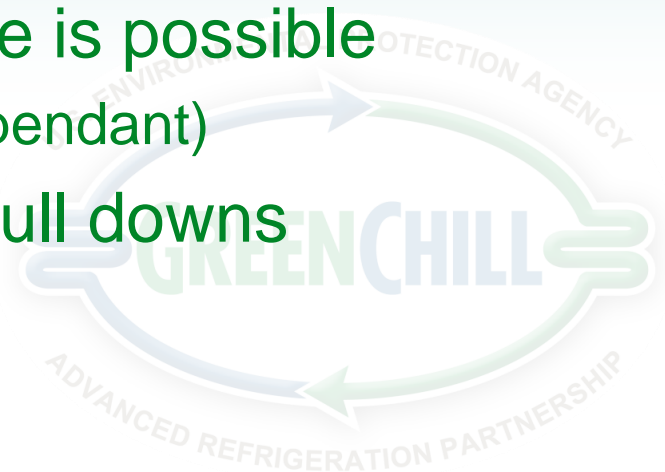 e is possible
U.S. ENVIRONMENTAL PROTECTION AGENCY
pendant)
ull downs
GREENCHILL
ADVANCED REFRIGERATION PARTNERSHIP